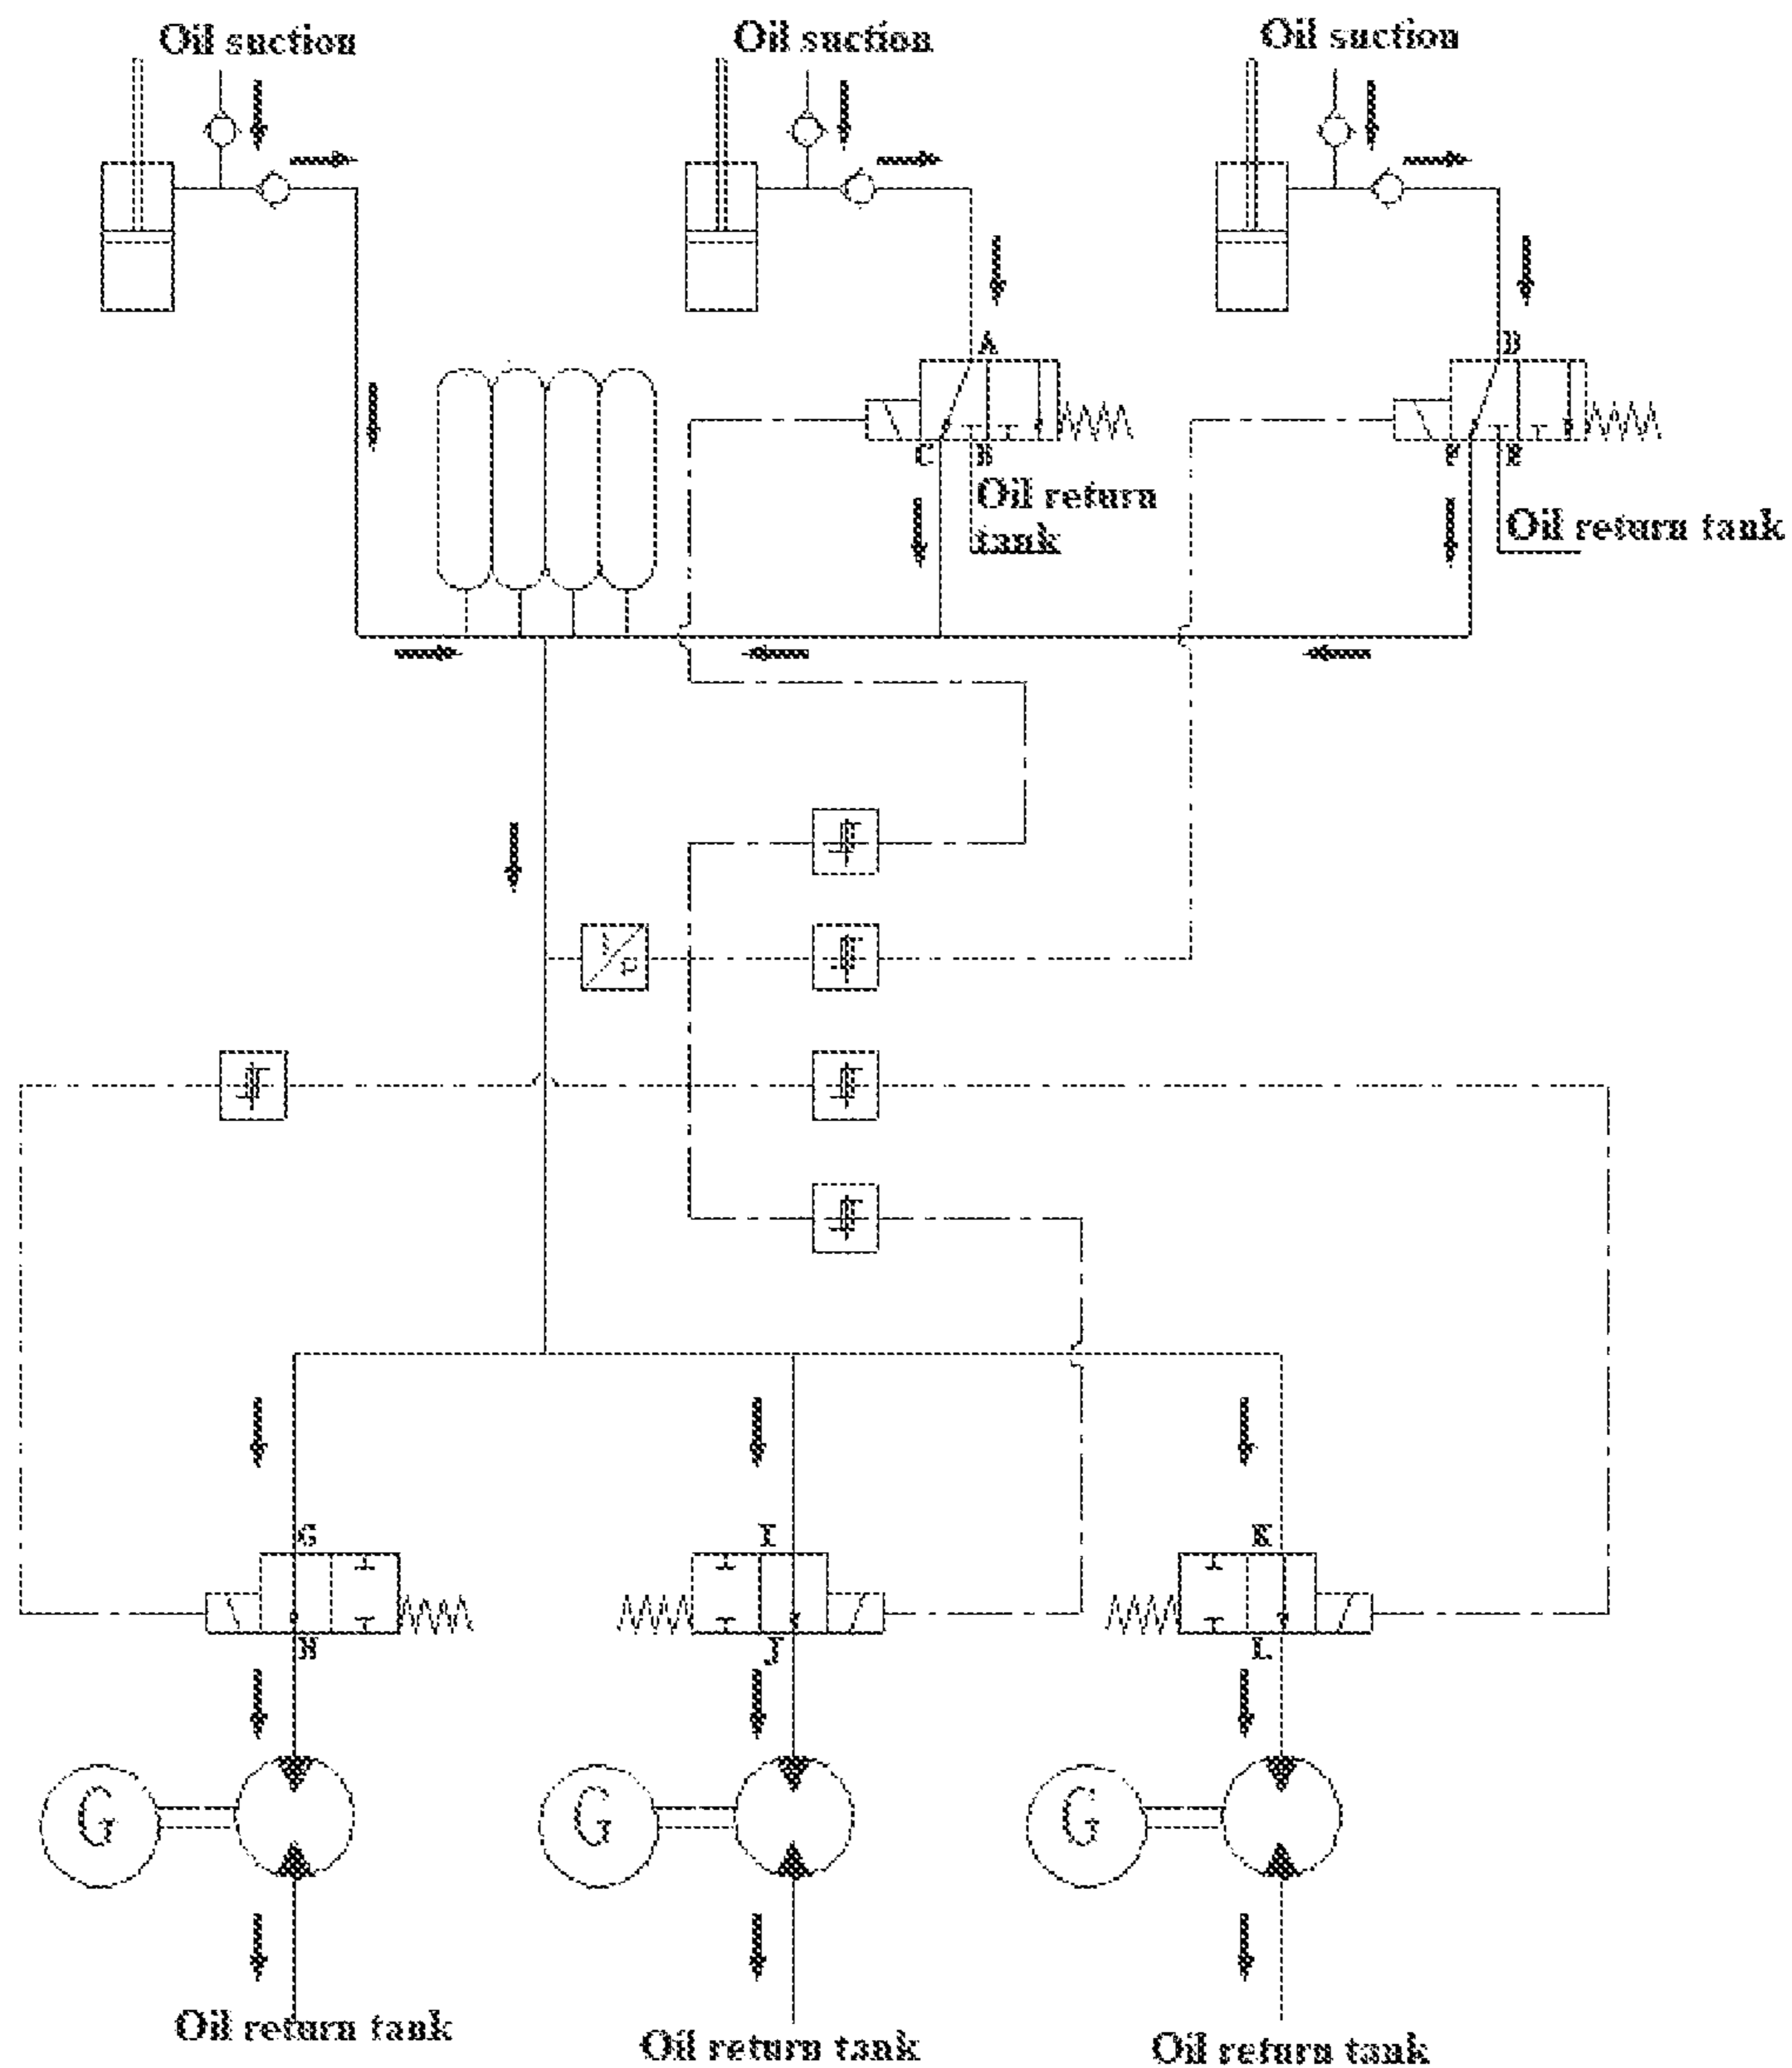 Oil suction
Oil suction
Oil suction
A
D
C
B
F
E
Oil return
tank
Oil return tank
G
I
K
H
J
L
G
G
G
Oil return tank
Oil return tank
Oil return tank